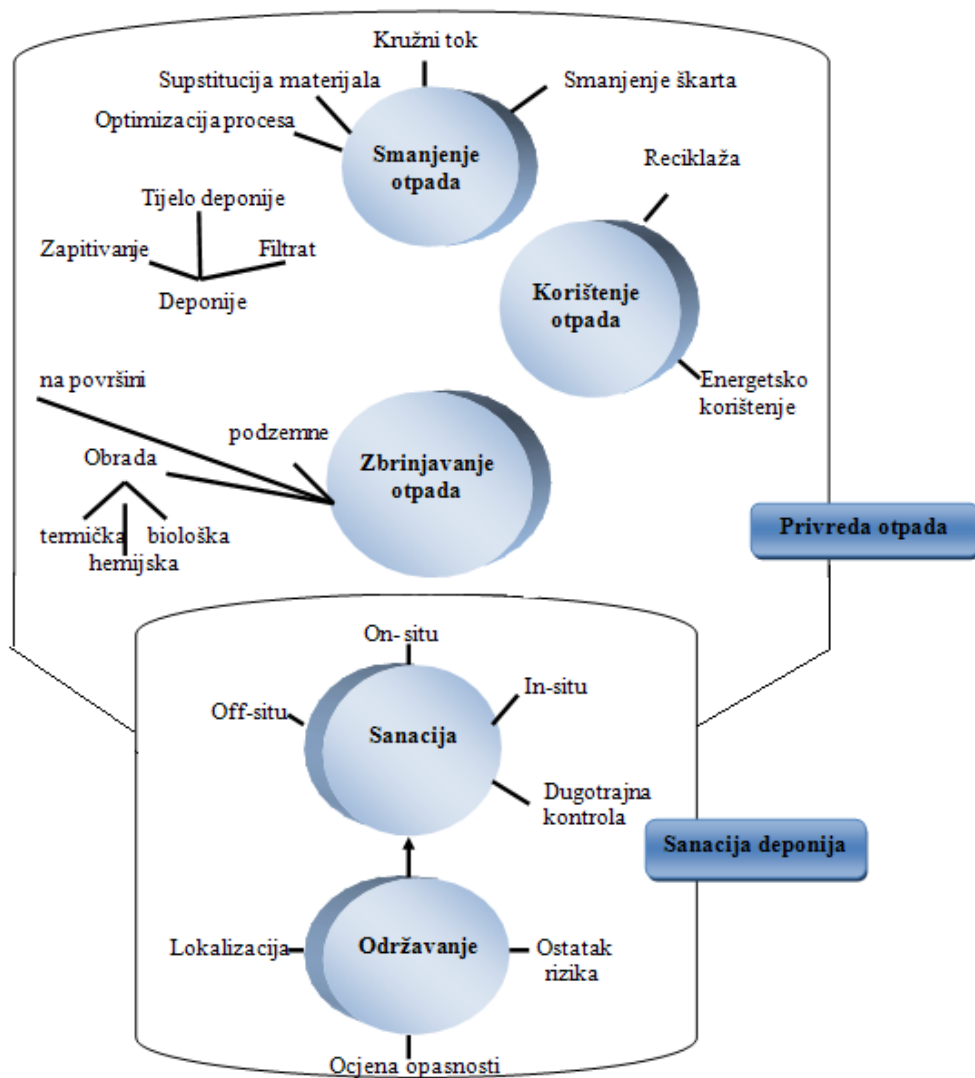 Kružni tok
Supstitucija materijala
Smanjenje škarta
Optimizacija procesa
Smanjenje
otpada
Reciklaža
Tijelo deponije
Zapitivanje
Filtrat
Deponije
Korištenje
otpada
na površini
Energetsko
korištenje
podzemne
Obrada
Zbrinjavanje
otpada
termička
biološka
hemijska
Privreda otpada
On- situ
In-situ
Off-situ
Sanacija
Dugotrajna
kontrola
Sanacija deponija
Lokalizacija
Održavanje
Ostatak
rizika
Ocjena opasnosti